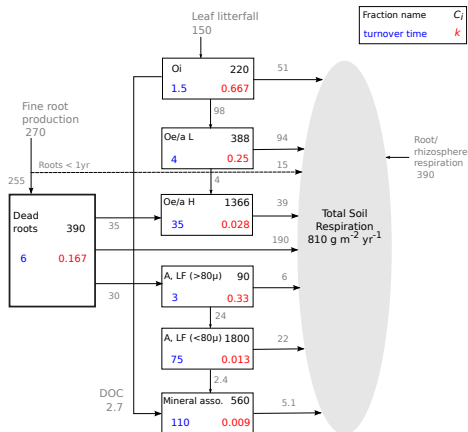 Leaf litterfall
150
Fraction name C_i
turnover time k
Oi 220
1.5 0.667
51
98
Fine root
production
270
Oe/a L 388
4 0.25
94
Roots < 1yr
15
255
4
Root/
rhizosphere
respiration
390
Oe/a H 1366
35 0.028
39
35
Dead
roots 390
6 0.167
190
Total Soil
Respiration
810 g m⁻² yr⁻¹
30
A, LF (>80μ) 90
3 0.33
6
24
A, LF (<80μ) 1800
75 0.013
22
2.4
DOC
2.7
Mineral asso. 560
110 0.009
5.1